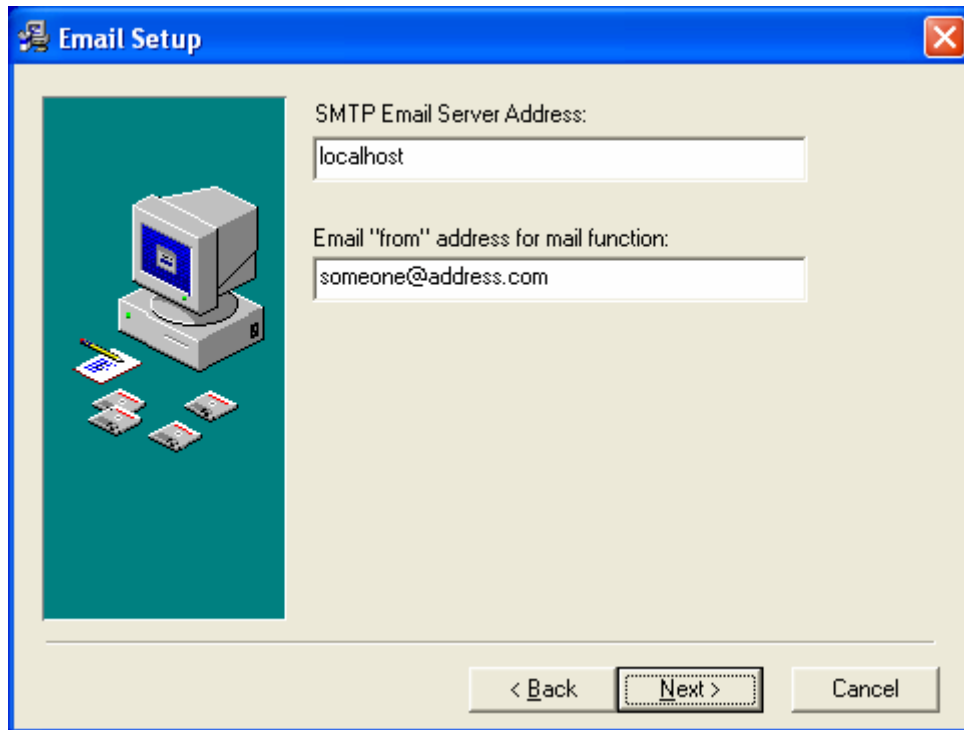 Email Setup
SMTP Email Server Address:
localhost
Email "from" address for mail function:
someone@address.com
< Back
Next >
Cancel